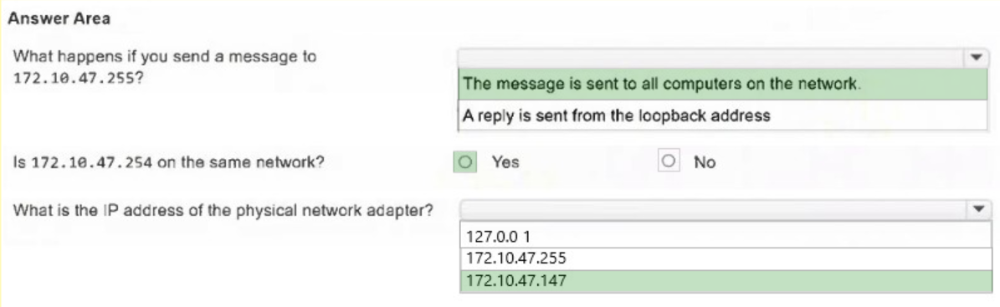 Answer Area
What happens if you send a message to
172.10.47.255?
The message is sent to all computers on the network.
A reply is sent from the loopback address
Is 172.10.47.254 on the same network?
Yes
No
What is the IP address of the physical network adapter?
127.0.0 1
172.10.47.255
172.10.47.147